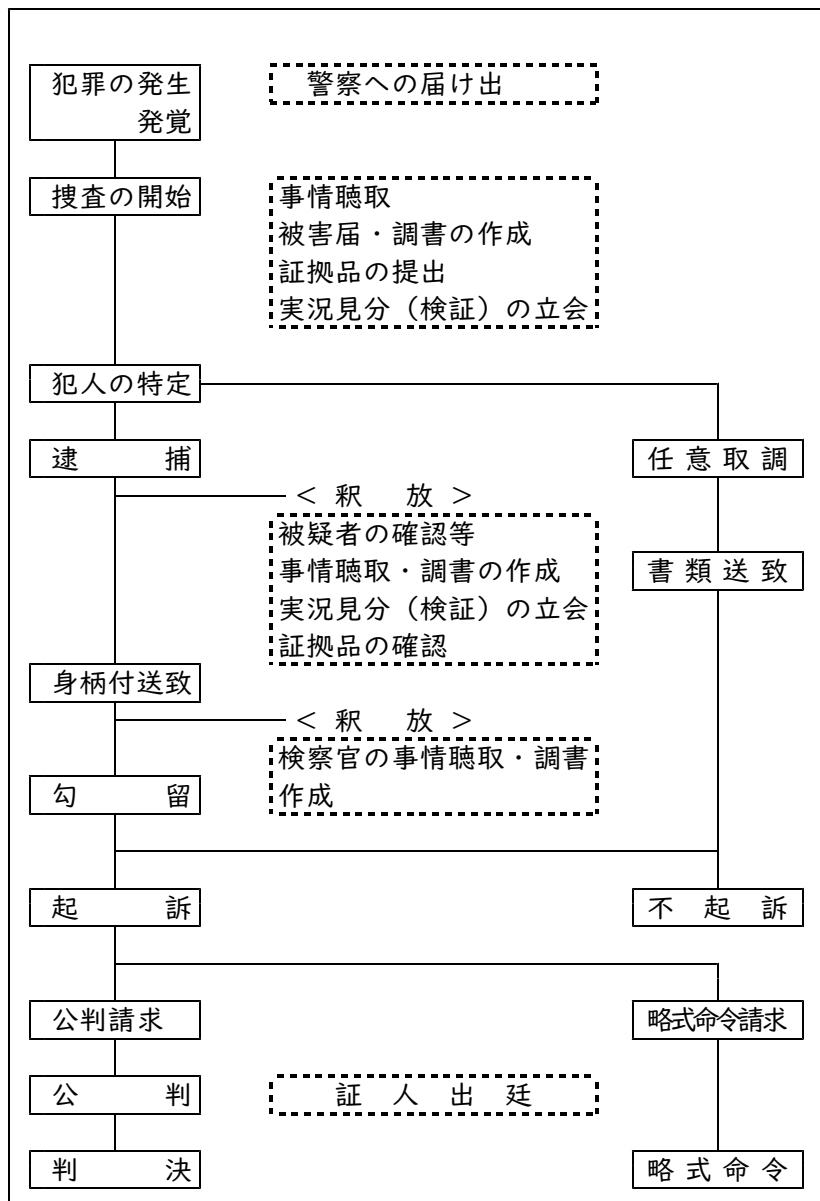 犯罪の発生
発覚
警察への届け出
捜査の開始
事情聴取
被害届・調書の作成
証拠品の提出
実況見分（検証）の立会
犯人の特定
逮　　捕
任意取調
＜釈　放＞
被疑者の確認等
事情聴取・調書の作成
実況見分（検証）の立会
証拠品の確認
書類送致
身柄付送致
＜釈　放＞
検察官の事情聴取・調書
作成
勾　　留
起　　訴
不　起　訴
公判請求
略式命令請求
公　　判
証　人　出　廷
判　　決
略式命令